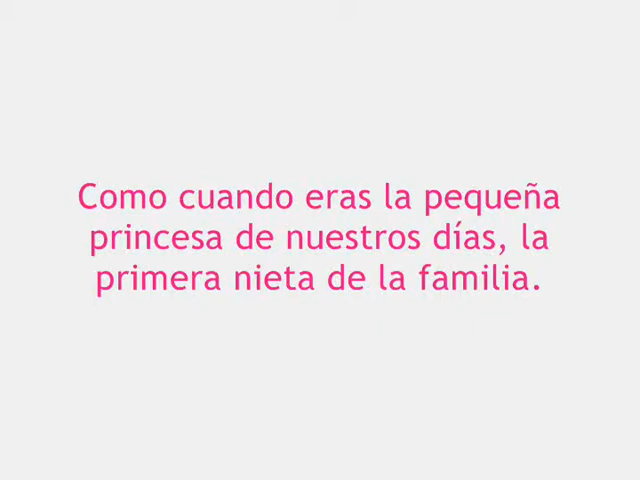 Como cuando eras la pequeña
princesa de nuestros días, la
primera nieta de la familia.